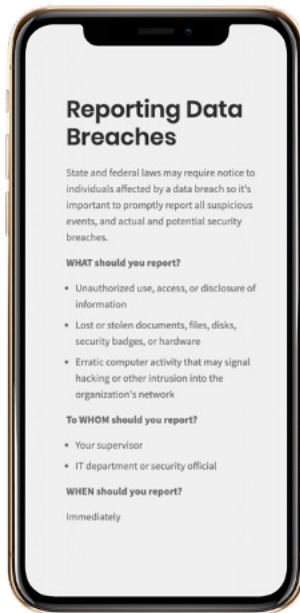 Reporting Data
Breaches
State and federal laws may require notice to
individuals affected by a data breach so it's
important to promptly report all suspicious
events, and actual and potential security
breaches.
WHAT should you report?
• Unauthorized use, access, or disclosure of
information
• Lost or stolen documents, files, disks,
security badges, or hardware
• Erratic computer activity that may signal
hacking or other intrusion into the
organization's network
To WHOM should you report?
• Your supervisor
• IT department or security official
WHEN should you report?
Immediately